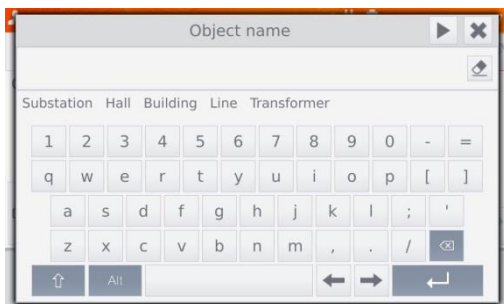 Object name
Substation Hall Building Line Transformer
1 2 3 4 5 6 7 8 9 0 - =
q w e r t y u i o p [ ]
a s d f g h j k l ; '
z x c v b n m , . /
Alt